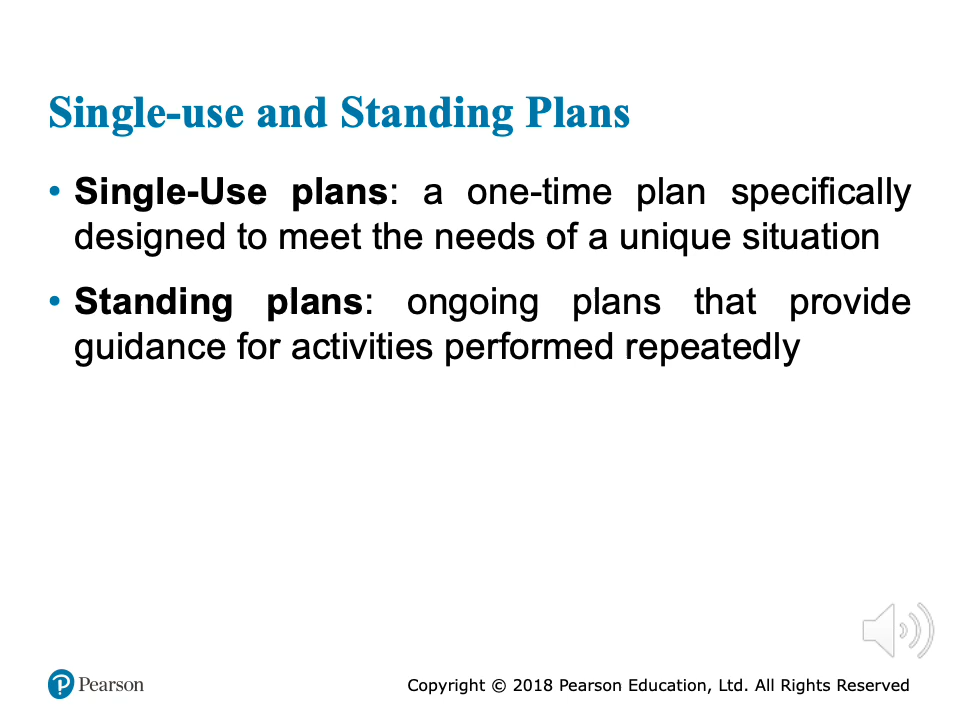 Single-use and Standing Plans
• Single-Use plans: a one-time plan specifically
designed to meet the needs of a unique situation
• Standing plans: ongoing plans that provide
guidance for activities performed repeatedly
Pearson
Copyright © 2018 Pearson Education, Ltd. All Rights Reserved